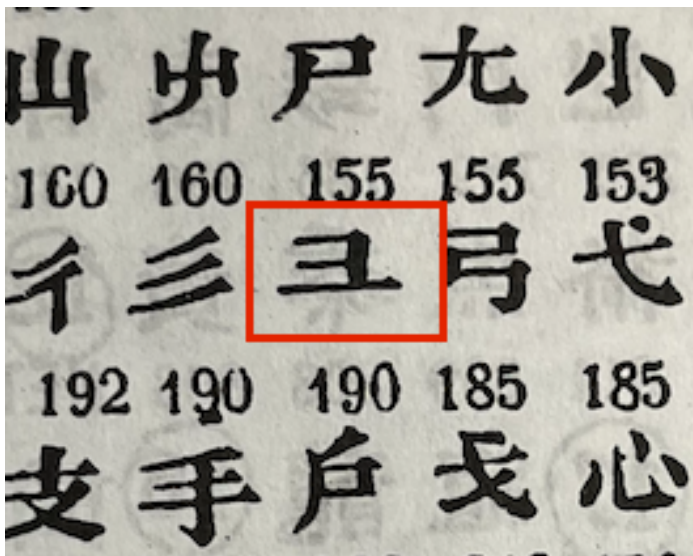 小 尢 尸 屮 山
153 155 155 160 160
弋 弓 彐 彡 彳
185 185 190 190 192
心 戈 戶 手 支